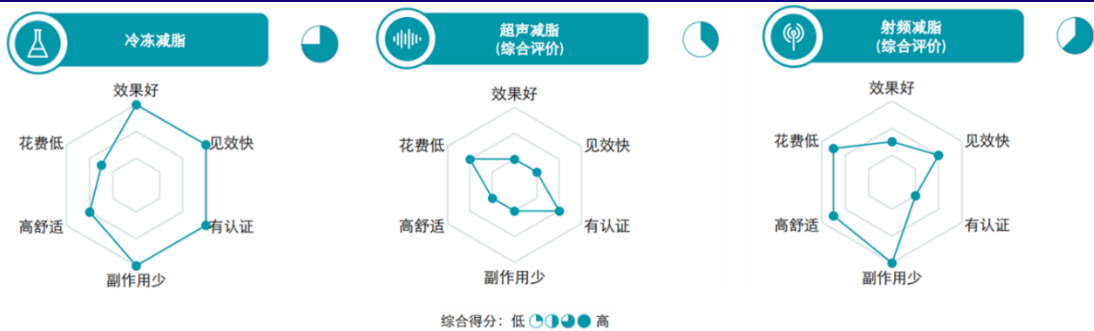 冷冻减脂
效果好
花费低
见效快
高舒适
有认证
副作用少
超声减脂
(综合评价)
效果好
花费低
见效快
高舒适
有认证
副作用少
射频减脂
(综合评价)
效果好
花费低
见效快
高舒适
有认证
副作用少
综合得分：低 高